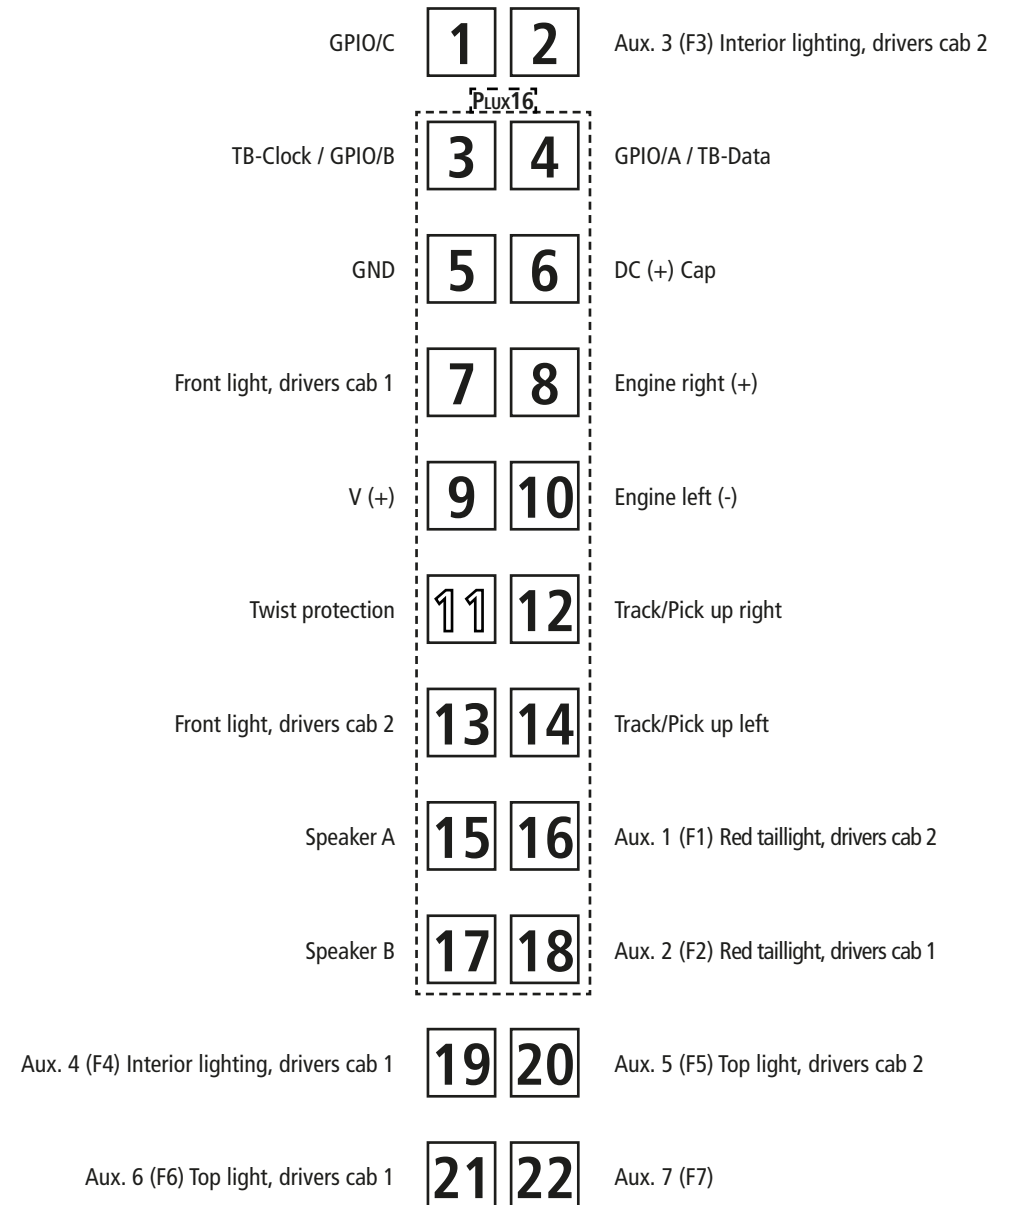 GPIO/C 1 2 Aux. 3 (F3) Interior lighting, drivers cab 2
PLUX16
TB-Clock / GPIO/B 3 4 GPIO/A / TB-Data
GND 5 6 DC (+) Cap
Front light, drivers cab 1 7 8 Engine right (+)
V (+) 9 10 Engine left (-)
Twist protection 11 12 Track/Pick up right
Front light, drivers cab 2 13 14 Track/Pick up left
Speaker A 15 16 Aux. 1 (F1) Red taillight, drivers cab 2
Speaker B 17 18 Aux. 2 (F2) Red taillight, drivers cab 1
Aux. 4 (F4) Interior lighting, drivers cab 1 19 20 Aux. 5 (F5) Top light, drivers cab 2
Aux. 6 (F6) Top light, drivers cab 1 21 22 Aux. 7 (F7)